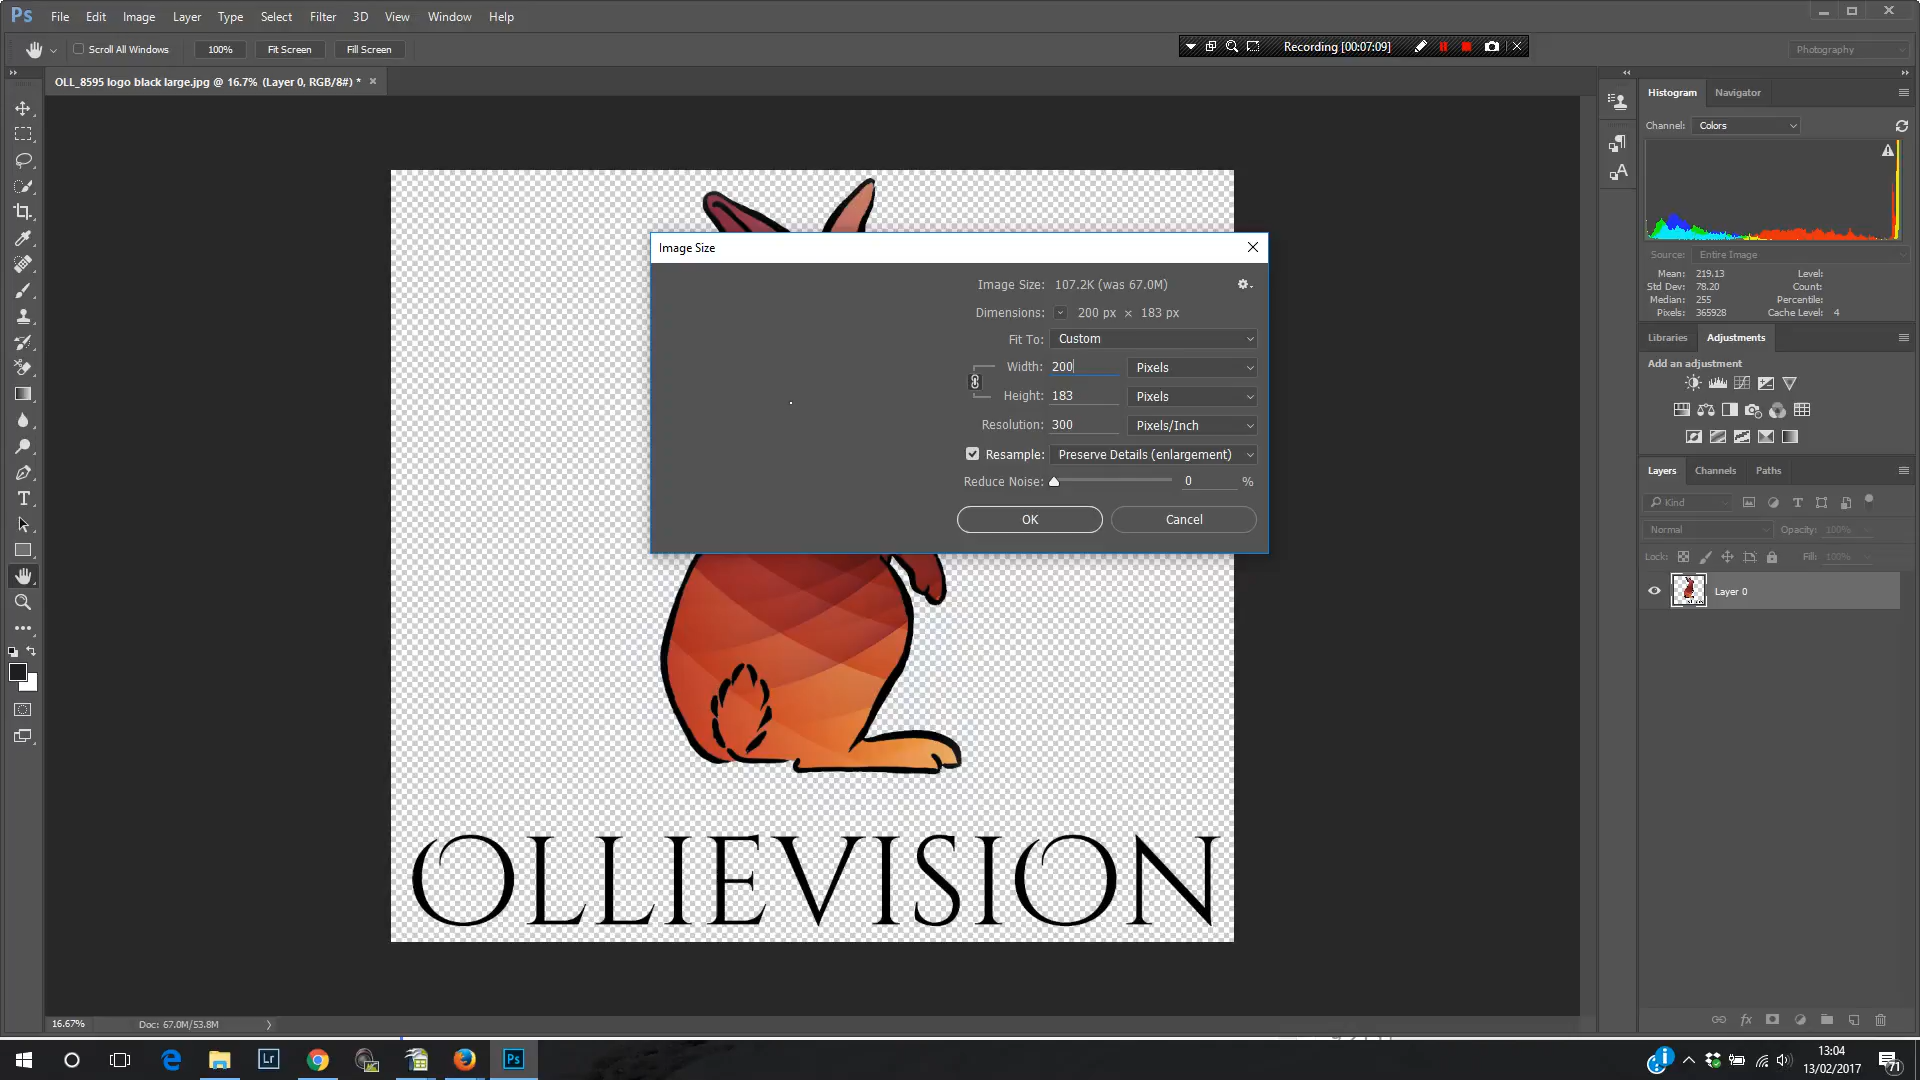 Ps File Edit Image Layer Type Select Filter 3D View Window Help
Scroll All Windows 100% Fit Screen Fill Screen
Recording [00:07:09]
Photography
OLL_8595 logo black large.jpg @ 16.7% (Layer 0, RGB/8#) *
Histogram Navigator
Channel: Colors
Source: Entire Image
Mean: 219.13 Level:
Std Dev: 78.20 Count:
Median: 255 Percentile:
Pixels: 365928 Cache Level: 4
Libraries Adjustments
Add an adjustment
Layers Channels Paths
Kind
Normal Opacity: 100%
Lock: Fill: 100%
Layer 0
Image Size
Image Size: 107.2K (was 67.0M)
Dimensions: 200 px × 183 px
Fit To: Custom
Width: 200 Pixels
Height: 183 Pixels
Resolution: 300 Pixels/Inch
Resample: Preserve Details (enlargement)
Reduce Noise: 0 %
OK Cancel
OLLIEVISION
16.67% Doc: 67.0M/53.8M
Lr Ps
13:04
13/02/2017
71